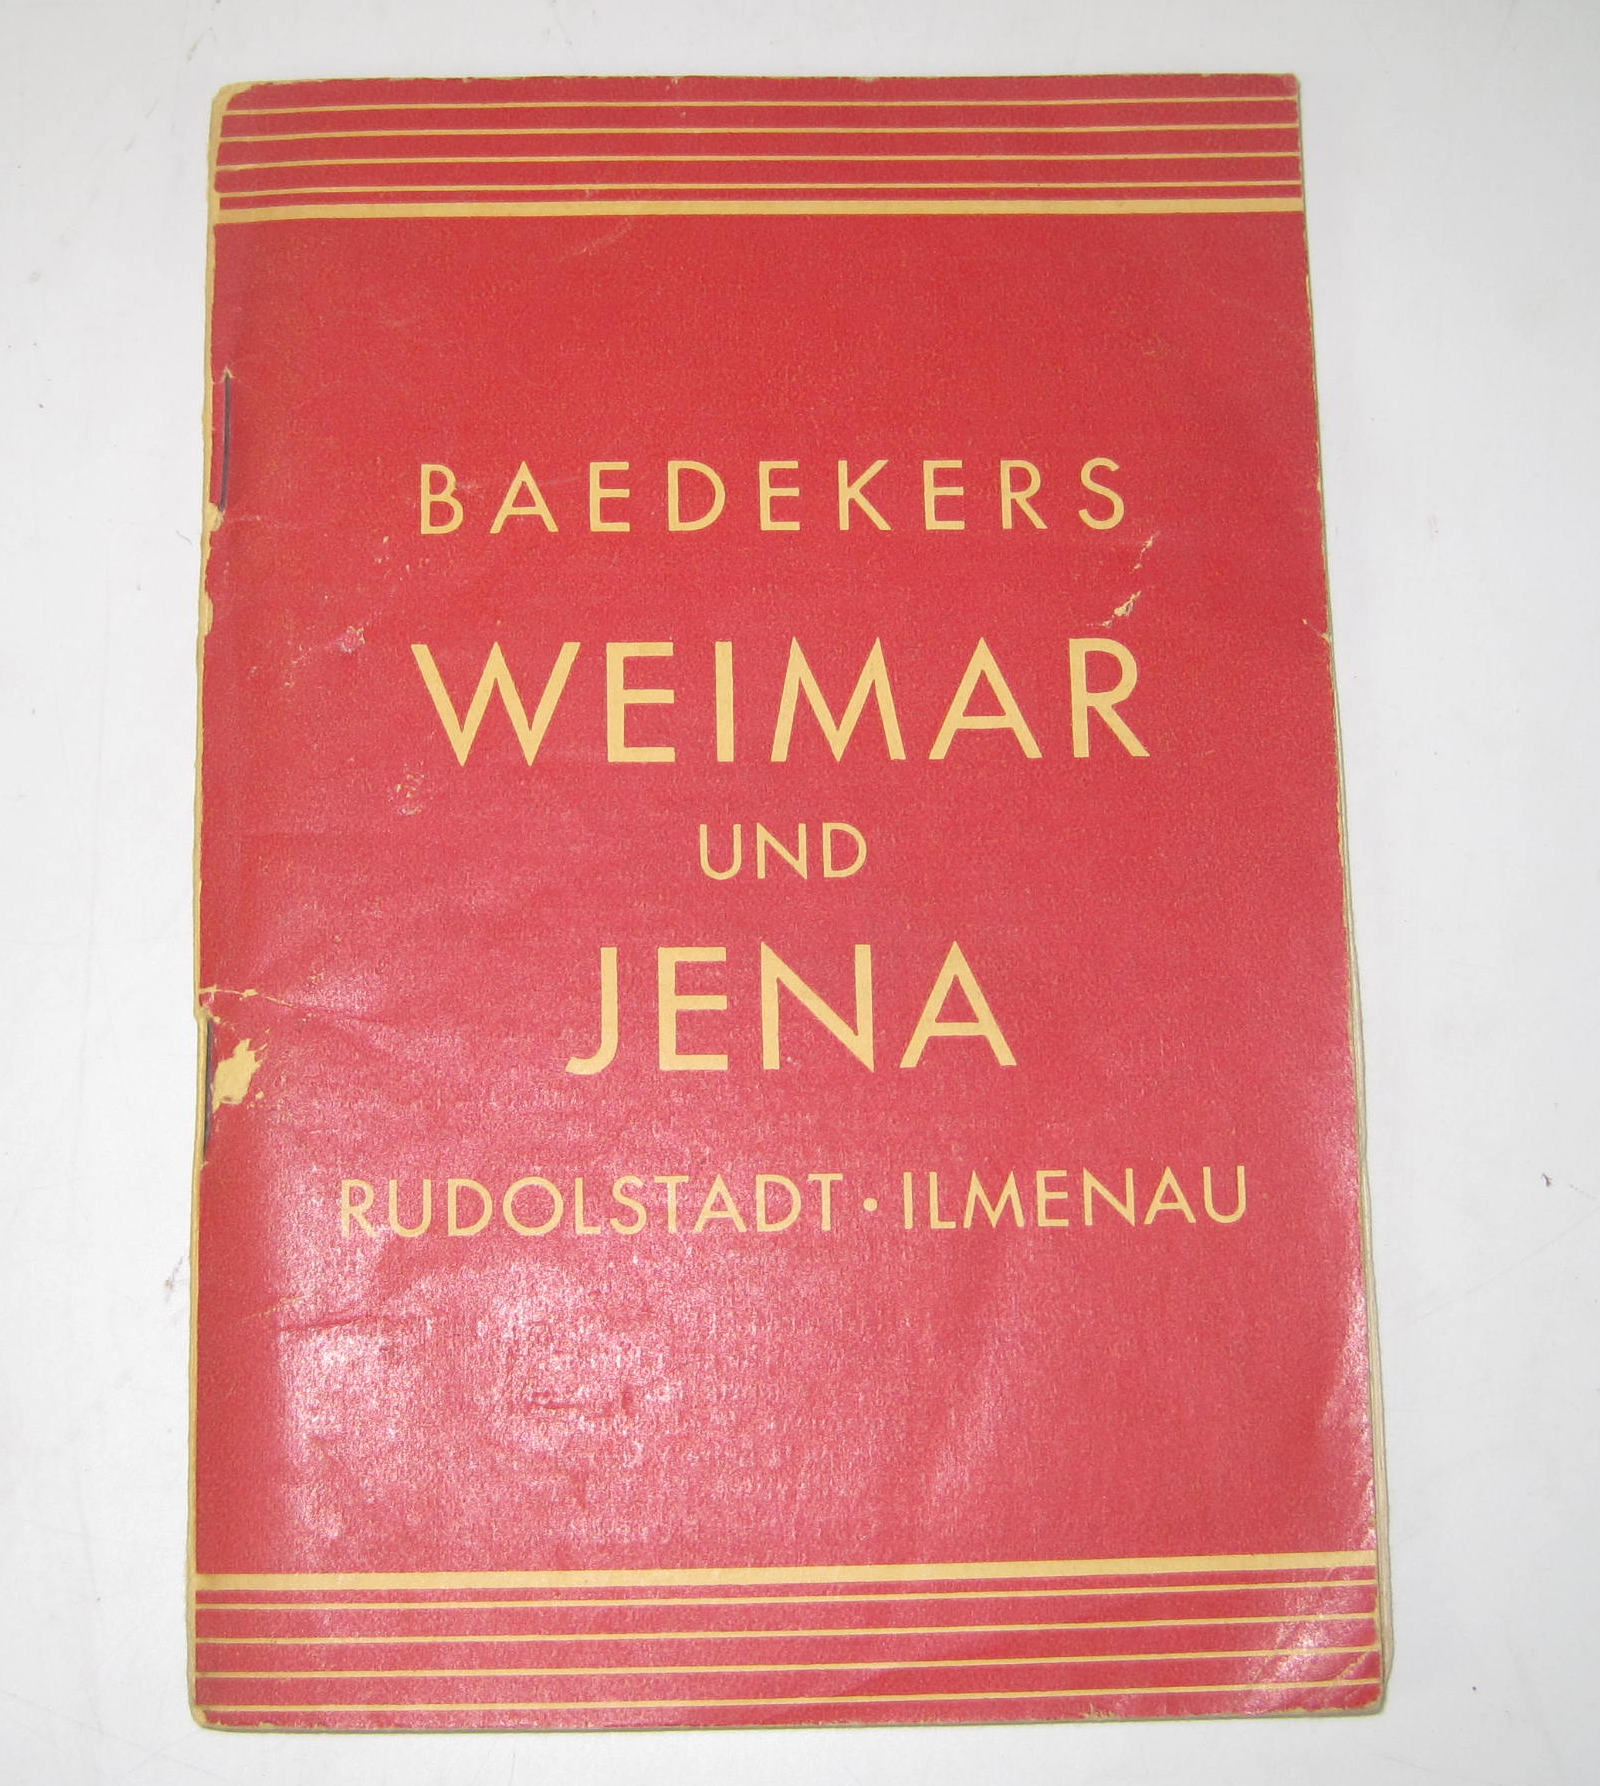 BAEDEKERS
WEIMAR
UND
JENA
RUDOLSTADT • ILMENAU